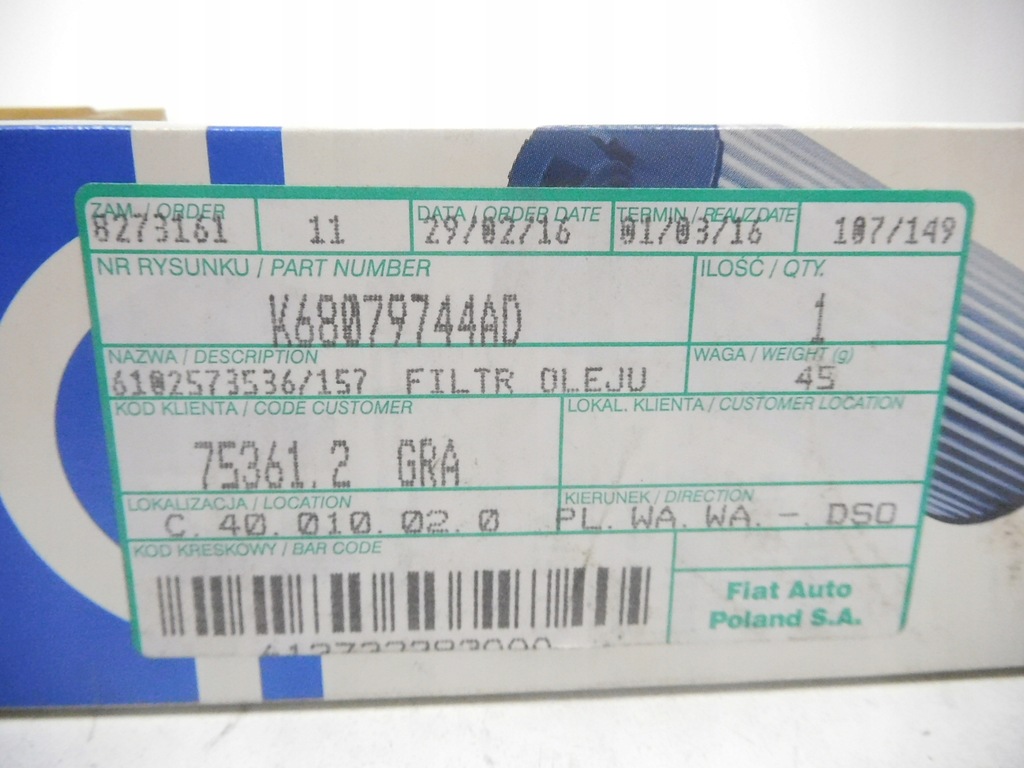 ZAM. / ORDER DATA / ORDER DATE TERMIN / REALIZ.DATE
8273161 11 29/02/16 01/03/16 107/149
NR RYSUNKU / PART NUMBER ILOŚĆ / QTY.
K68079744AD 1
NAZWA / DESCRIPTION WAGA / WEIGHT (g)
6102573536/157 FILTR OLEJU 45
KOD KLIENTA / CODE CUSTOMER LOKAL. KLIENTA / CUSTOMER LOCATION
75361.2 GRA
LOKALIZACJA / LOCATION KIERUNEK / DIRECTION
C. 40. 010. 02. 0 PL. WA. WA. -. DSO
KOD KRESKOWY / BAR CODE
Fiat Auto
Poland S.A.